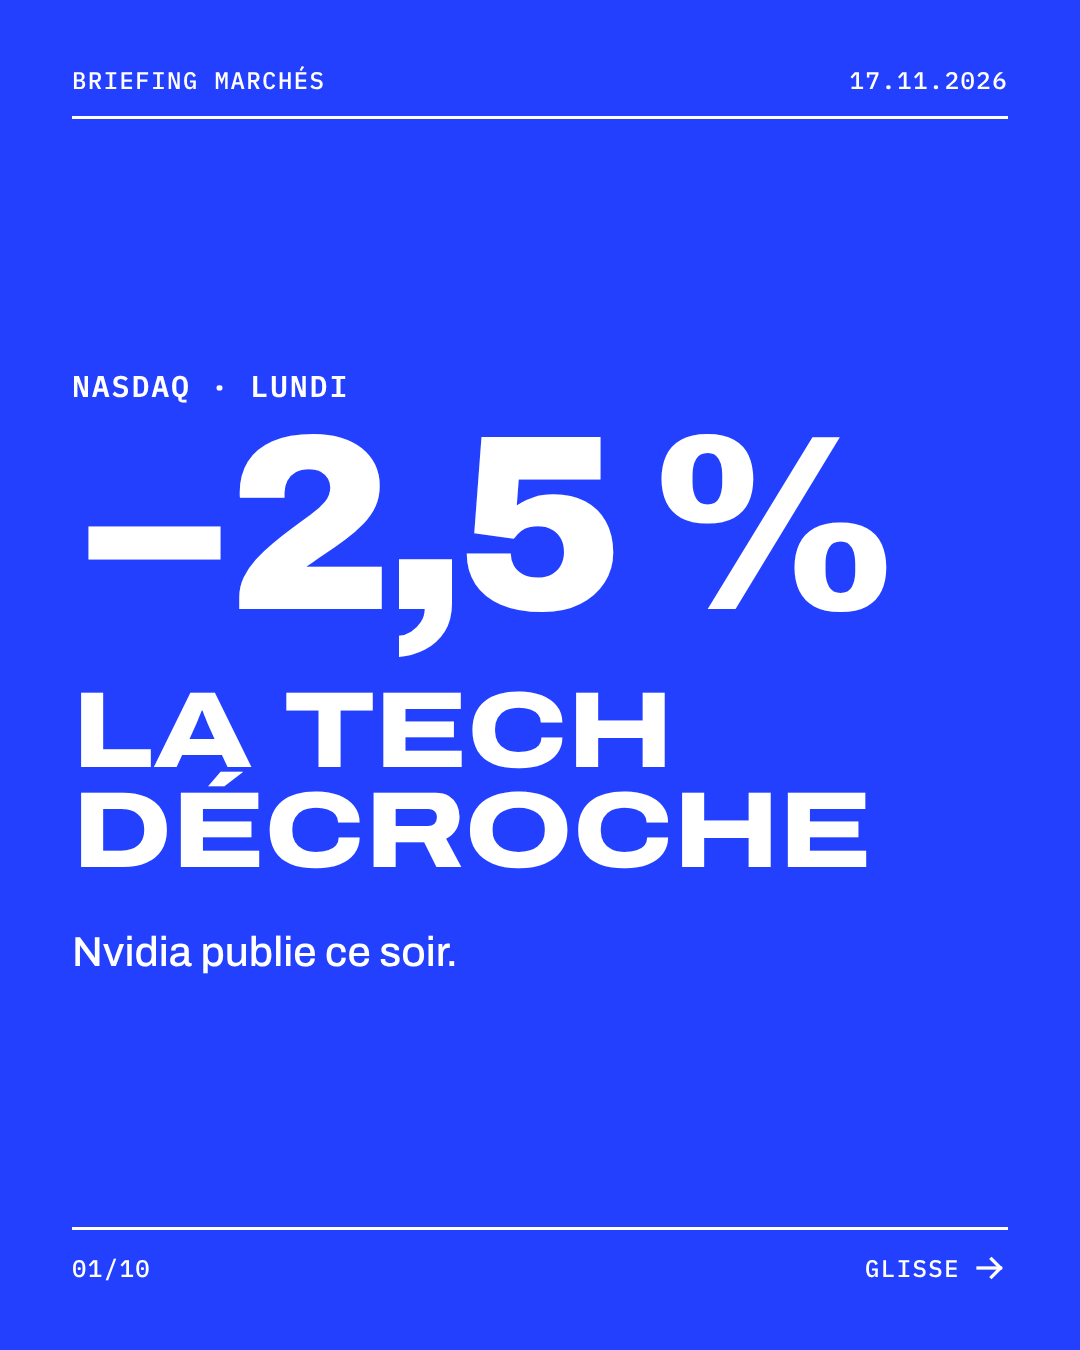 BRIEFING MARCHÉS
17.11.2026
NASDAQ · LUNDI
–2,5 %
LA TECH
DÉCROCHE
Nvidia publie ce soir.
01/10
GLISSE →